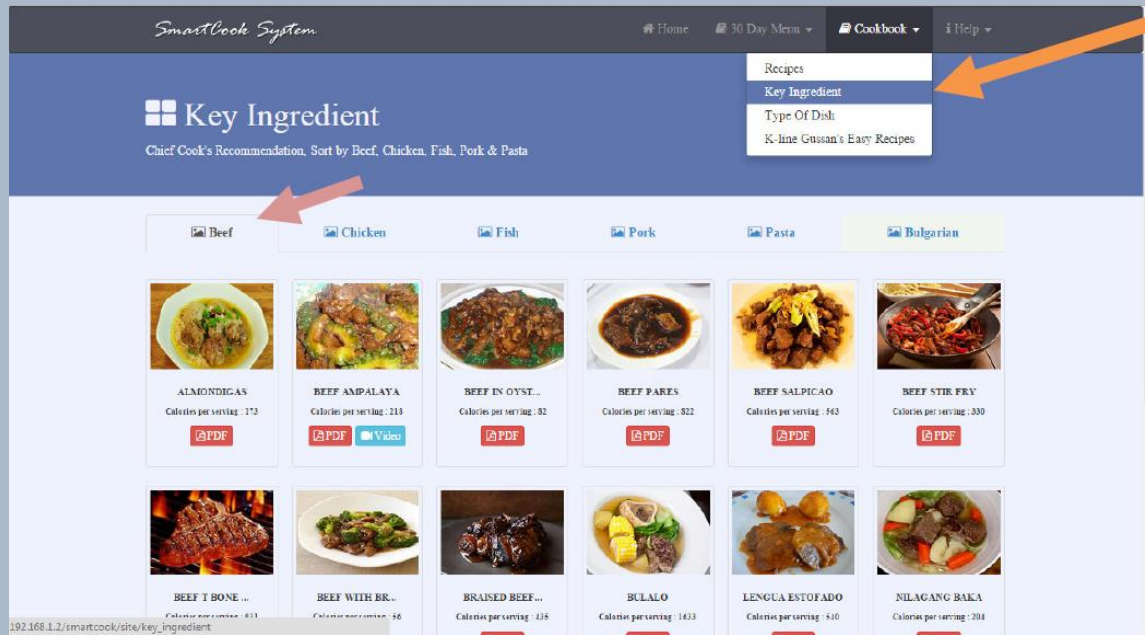 SmartCook System
Home
30 Day Menu
Cookbook
Help
Recipes
Key Ingredient
Type Of Dish
K-line Gussan's Easy Recipes
Key Ingredient
Chief Cook's Recommendation, Sort by Beef, Chicken, Fish, Pork & Pasta
Beef
Chicken
Fish
Pork
Pasta
Bulgarian
ALMONDIGAS
BEEF AMPALAYA
BEEF IN OYST...
BEEF PARES
BEEF SALPICAO
BEEF STIR FRY
Calories per serving : 173
Calories per serving : 213
Calories per serving : 82
Calories per serving : 822
Calories per serving : 563
Calories per serving : 330
PDF
PDF
Video
PDF
PDF
PDF
PDF
BEEF T BONE ...
BEEF WITH BR...
BRAISED BEEF...
BULALO
LENGUA ESTOFADO
NILAGANG BAKA
Calories per serving :
Calories per serving : 1633
Calories per serving :
Calories per serving :
192.168.1.2/smartcook/site/key_ingredient